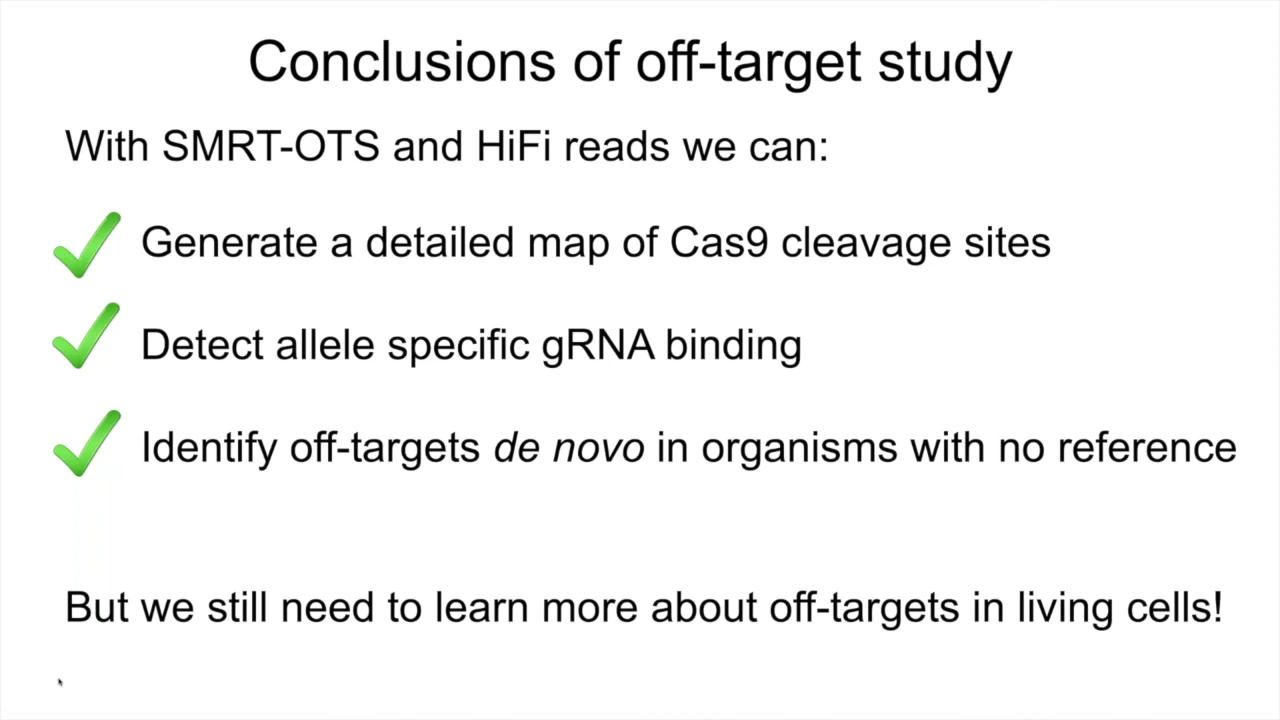 Conclusions of off-target study
With SMRT-OTS and HiFi reads we can:
Generate a detailed map of Cas9 cleavage sites
Detect allele specific gRNA binding
Identify off-targets de novo in organisms with no reference
But we still need to learn more about off-targets in living cells!